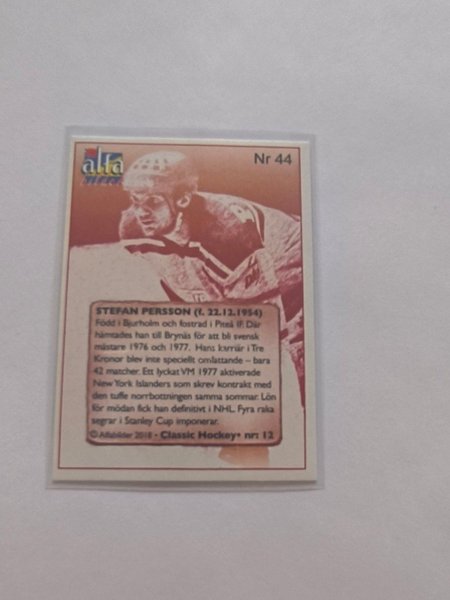 alfa
Nr 44
STEFAN PERSSON (f. 22.12.1954)
Född i Bjurholm och fostrad i Piteå IF. Där
hämtades han till Brynäs för att bli svensk
mästare 1976 och 1977. Hans karriär i Tre
Kronor blev inte speciellt omfattande – bara
42 matcher. Ett lyckat VM 1977 aktiverade
New York Islanders som skrev kontrakt med
den tuffe norrbottningen samma sommar. Lön
för mödan fick han definitivt i NHL. Fyra raka
segrar i Stanley Cup imponerar.
© Alfabilder 2018 · Classic Hockey• nr: 12